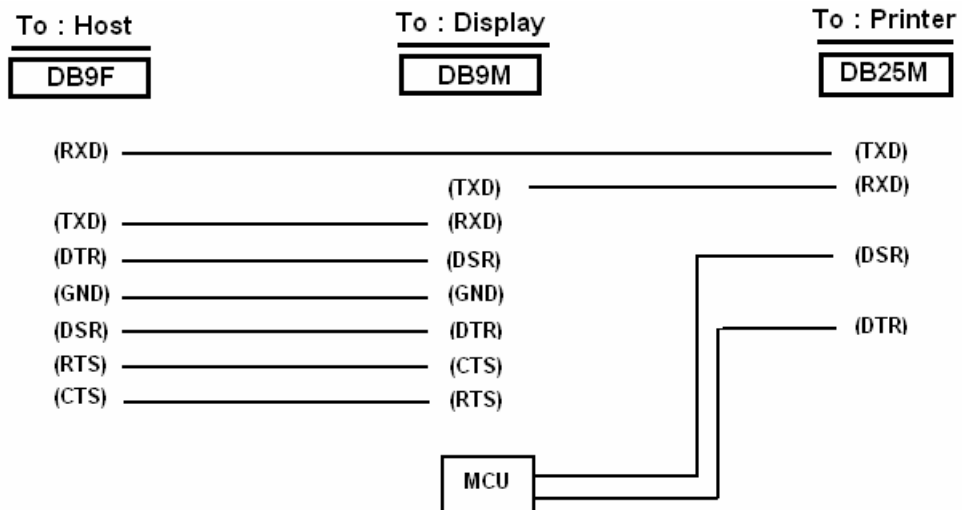 To : Host To : Display To : Printer
DB9F DB9M DB25M
(RXD) (TXD)
(TXD) (RXD)
(TXD) (RXD)
(DTR) (DSR) (DSR)
(GND) (GND)
(DSR) (DTR) (DTR)
(RTS) (CTS)
(CTS) (RTS)
MCU